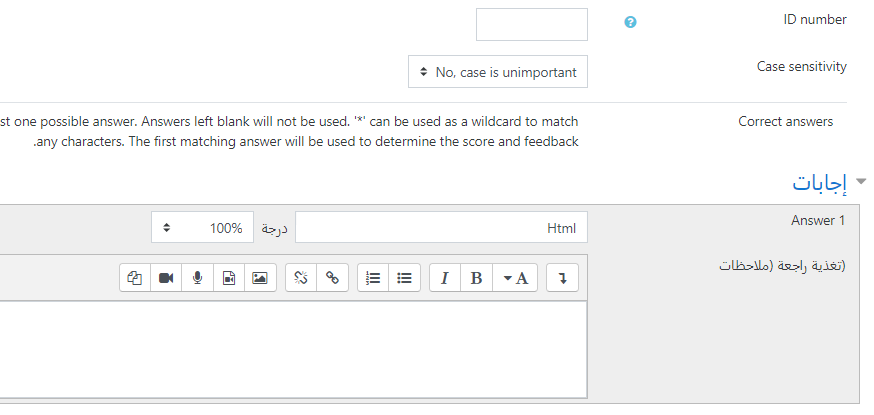 ID number
Case sensitivity
No, case is unimportant
Correct answers
st one possible answer. Answers left blank will not be used. '*' can be used as a wildcard to match
.any characters. The first matching answer will be used to determine the score and feedback
إجابات
Answer 1
Html
درجة
100%
(تغذية راجعة (ملاحظات
A
B
I